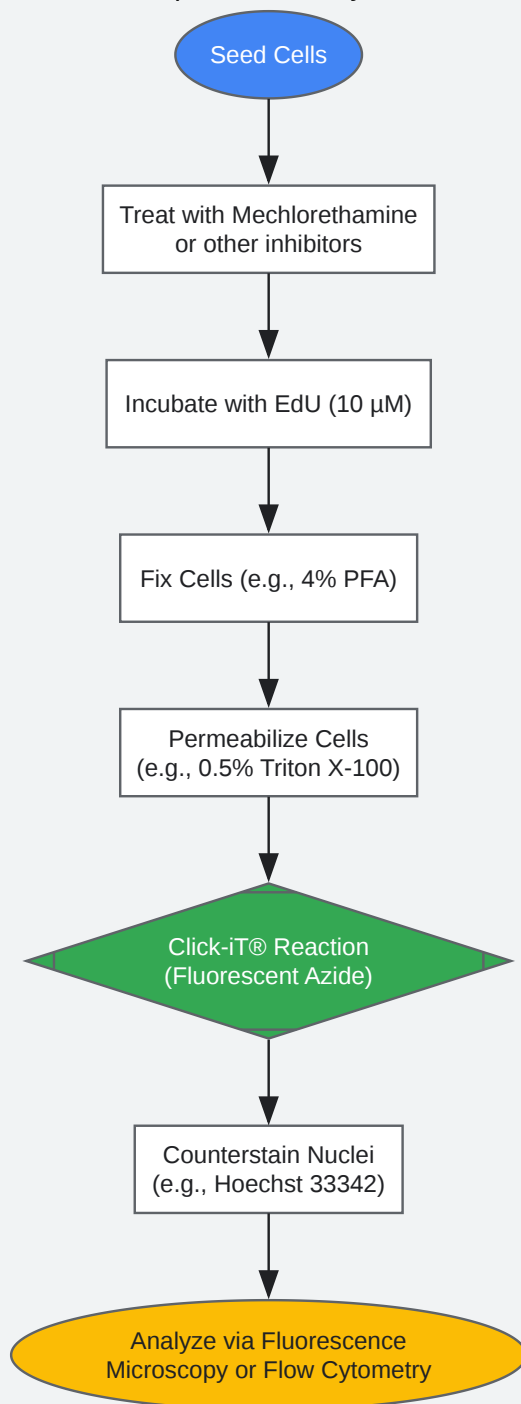 Seed Cells
Treat with Mechlorethamine
or other inhibitors
Incubate with EdU (10 µM)
Fix Cells (e.g., 4% PFA)
Permeabilize Cells
(e.g., 0.5% Triton X-100)
Click-iT® Reaction
(Fluorescent Azide)
Counterstain Nuclei
(e.g., Hoechst 33342)
Analyze via Fluorescence
Microscopy or Flow Cytometry